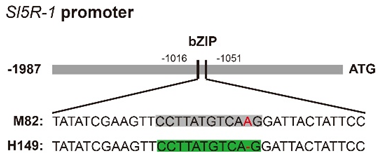 Sl5R-1 promoter
bZIP
-1016 -1051
-1987 ATG
M82: TATATCGAAGTTCCTTATGTCAAGGATTACTATTCC
H149: TATATCGAAGTTCCTTATGTCA-GGATTACTATTCC